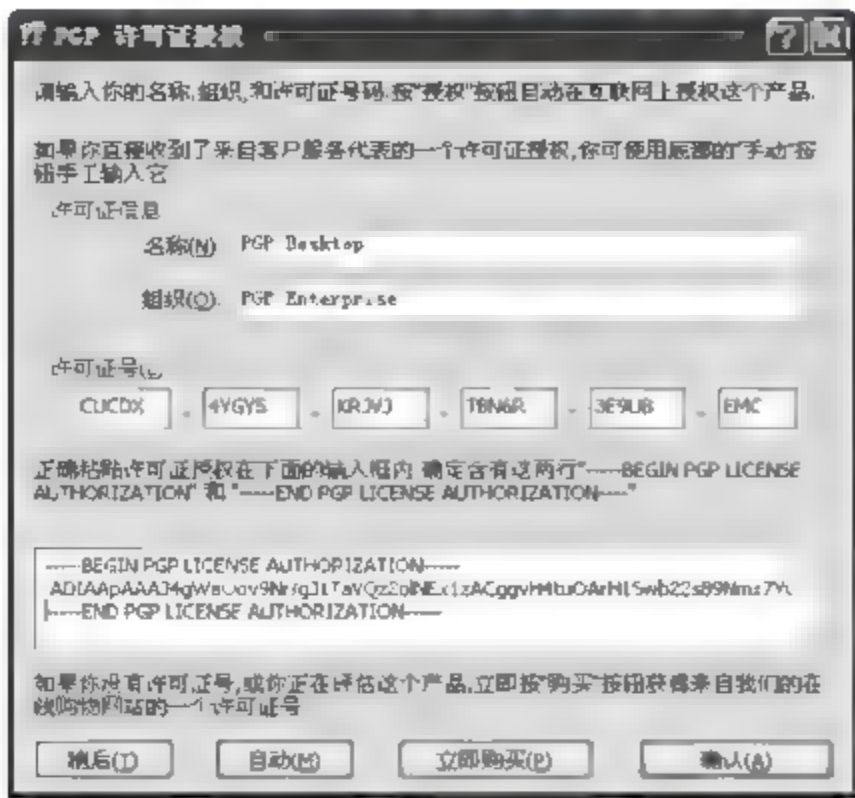 PGP 许可证授权
请输入你的名称,组织,和许可证号码.按"授权"按钮自动在互联网上授权这个产品.
如果你直接收到了来自客户服务代表的一个许可证授权,你可使用底部的"手动"按
钮手工输入它
许可证信息
名称(N) PGP Desktop
组织(O). PGP Enterprise
许可证号(L)
CUCDX - 4YGYS - KRJVJ - TBN6R - 3E9UB - EMC
正确粘贴许可证授权在下面的输入框内 确定含有这两行"-----BEGIN PGP LICENSE
AUTHORIZATION" 和 "-----END PGP LICENSE AUTHORIZATION-----"
-----BEGIN PGP LICENSE AUTHORIZATION-----
-----END PGP LICENSE AUTHORIZATION-----
如果你没有许可证号,或你正在评估这个产品,立即按"购买"按钮获得来自我们的在
线购物网站的一个许可证号
稍后(T) 自动(M) 立即购买(P) 确认(A)